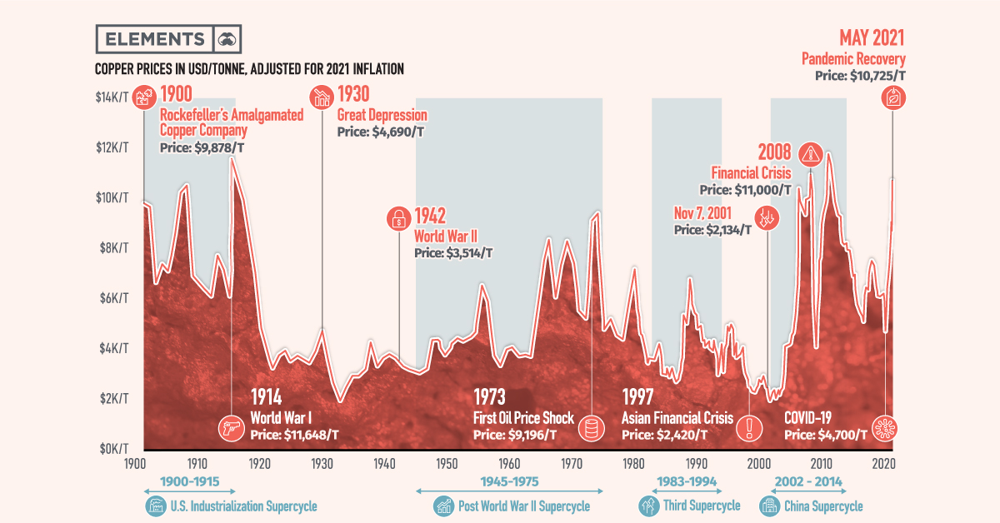 ELEMENTS
COPPER PRICES IN USD/TONNE, ADJUSTED FOR 2021 INFLATION
MAY 2021
Pandemic Recovery
Price: $10,725/T
$14K/T
$12K/T
$10K/T
$8K/T
$6K/T
$4K/T
$2K/T
$0K/T
1900
Rockefeller's Amalgamated
Copper Company
Price: $9,878/T
1930
Great Depression
Price: $4,690/T
1942
World War II
Price: $3,514/T
2008
Financial Crisis
Price: $11,000/T
Nov 7, 2001
Price: $2,134/T
1914
World War I
Price: $11,648/T
1973
First Oil Price Shock
Price: $9,196/T
1997
Asian Financial Crisis
Price: $2,420/T
COVID-19
Price: $4,700/T
1900 1910 1920 1930 1940 1950 1960 1970 1980 1990 2000 2010 2020
1900-1915
U.S. Industrialization Supercycle
1945-1975
Post World War II Supercycle
1983-1994
Third Supercycle
2002 - 2014
China Supercycle